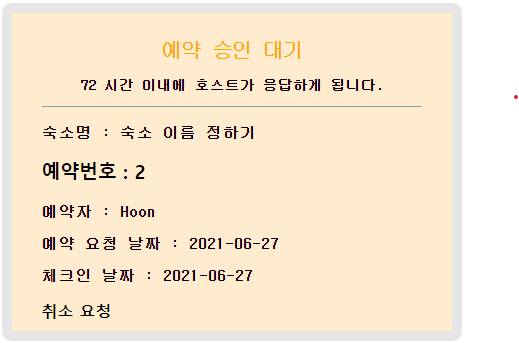 예약 승인 대기
72 시간 이내에 호스트가 응답하게 됩니다.
숙소명 : 숙소 이름 정하기
예약번호 : 2
예약자 : Hoon
예약 요청 날짜 : 2021-06-27
체크인 날짜 : 2021-06-27
취소 요청